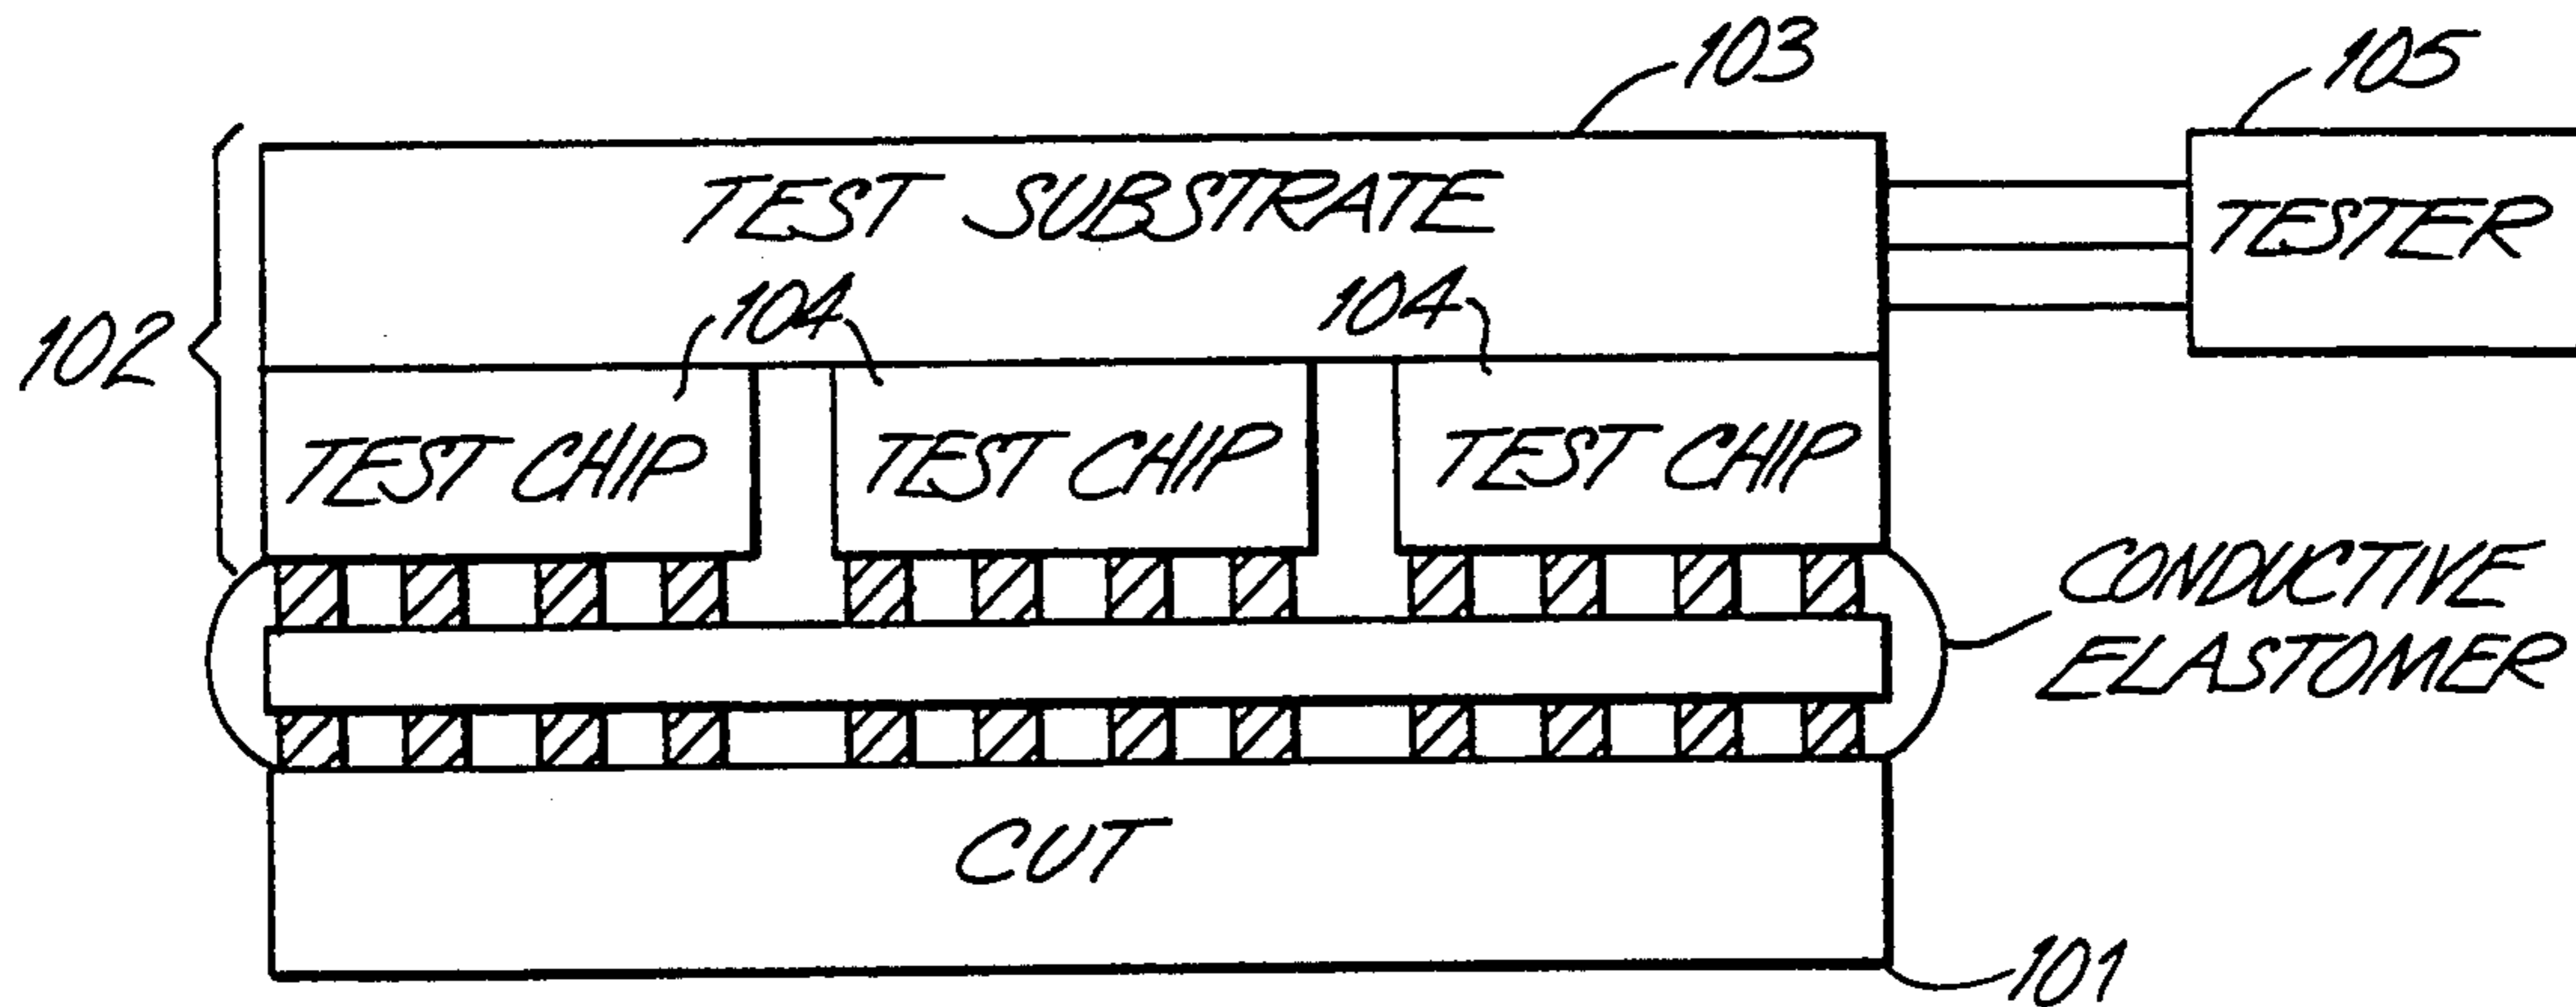 103
105
TEST SUBSTRATE
TESTER
102
104
104
TEST CHIP
TEST CHIP
TEST CHIP
CONDUCTIVE
ELASTOMER
CUT
101